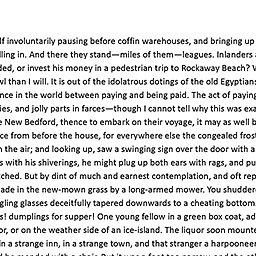 lf involuntarily pausing before coffin warehouses, and bringing up
lling in. And there they stand—miles of them—leagues. Inlanders a
ded, or invest his money in a pedestrian trip to Rockaway Beach? W
wl than I will. It is out of the idolatrous dotings of the old Egyptians
ence in the world between paying and being paid. The act of paying
ies, and jolly parts in farces—though I cannot tell why this was exa
e New Bedford, thence to embark on their voyage, it may as well b
ce from before the house, for everywhere else the congealed frost
n the air; and looking up, saw a swinging sign over the door with a
s with his shiverings, he might plug up both ears with rags, and pu
tched. But by dint of much and earnest contemplation, and oft rep
ade in the new-mown grass by a long-armed mower. You shudder
gling glasses deceitfully tapered downwards to a cheating bottom.
s! dumplings for supper! One young fellow in a green box coat, ad
or, or on the weather side of an ice-island. The liquor soon mounte
in a strange inn, in a strange town, and that stranger a harpooneer